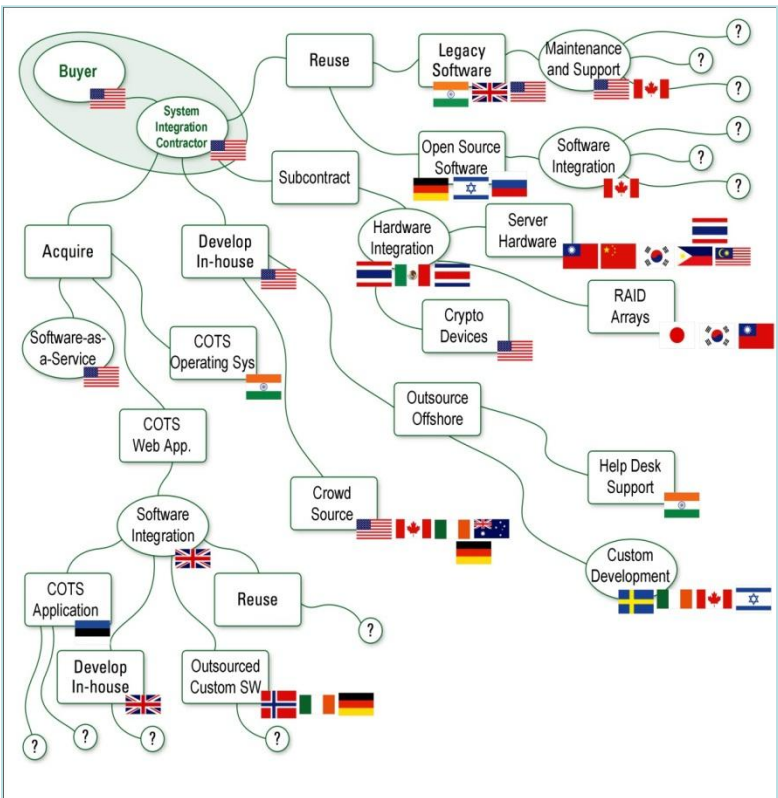 Buyer
System
Integration
Contractor
Reuse
Legacy
Software
Maintenance
and Support
?
?
?
Open Source
Software
Software
Integration
?
?
?
Subcontract
Hardware
Integration
Server
Hardware
RAID
Arrays
Crypto
Devices
Acquire
Develop
In-house
Software-as-
a-Service
COTS
Operating Sys
COTS
Web App.
Outsource
Offshore
Help Desk
Support
Crowd
Source
Custom
Development
Software
Integration
COTS
Application
Reuse
?
Develop
In-house
Outsourced
Custom SW
?
?
?
?